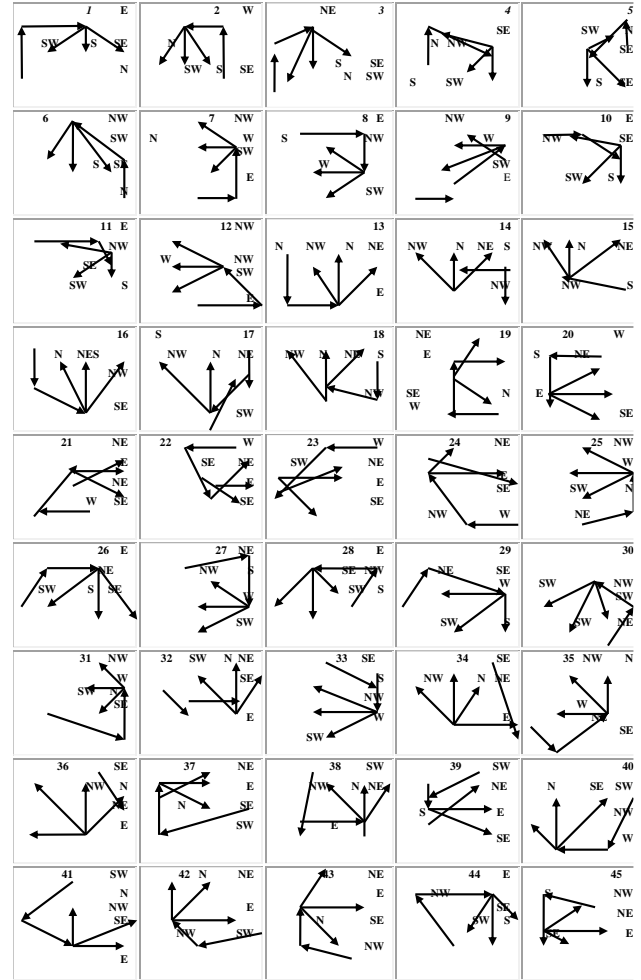 1 E
SW S SE
N
2 W
N
SW S SE
NE 3
S SE
N SW
4
N NW SE
S SW
5
SW N
S SE
6 NW
SW
S SE
N
7 NW
N W
SW
E
8 E
S NW
W
SW
NW 9
W
SW
E
10 E
NW SE
SW S
11 E
NW
SE
SW S
12 NW
W NW
SW
E
13
N NW N NE
E
14
NW N NE S
NW
15
NW N NE
NW S
16
N NE S
NW
SE
S 17
NW N NE
SW
18
NW N NE S
NW
NE 19
E
SE N
W
20 W
S NE
E
SE
21 NE
E
NE
W SE
22 W
SE NE
E
SE
23 W
SW NE
E
SE
24 NE
E
SE
NW W
25 NW
W
SW N
NE
26 E
NE
SW S SE
27 NE
NW S
W
SW
28 E
SE NW
SW S
29 SE
NE W
SW S
30
SW NW
SW
SW NE
31 NW
W
SW N
SE
32 SW N NE
SE
E
33 SE
S
NW
W
SW
34 SE
NW N NE
E
35 NW N
W
NE SE
36 SE
NW N
NE
E
37 NE
E
N SE
SW
38 SW
NW N NE
E
39 SW
NE
S E
SE
40
N SE SW
NW
W
41 SW
N
NW
SE
E
42 N NE
E
NW SW
43 NE
E
N SE
NW
44 E
NW
SE
SW S
45
S
NE
SE E